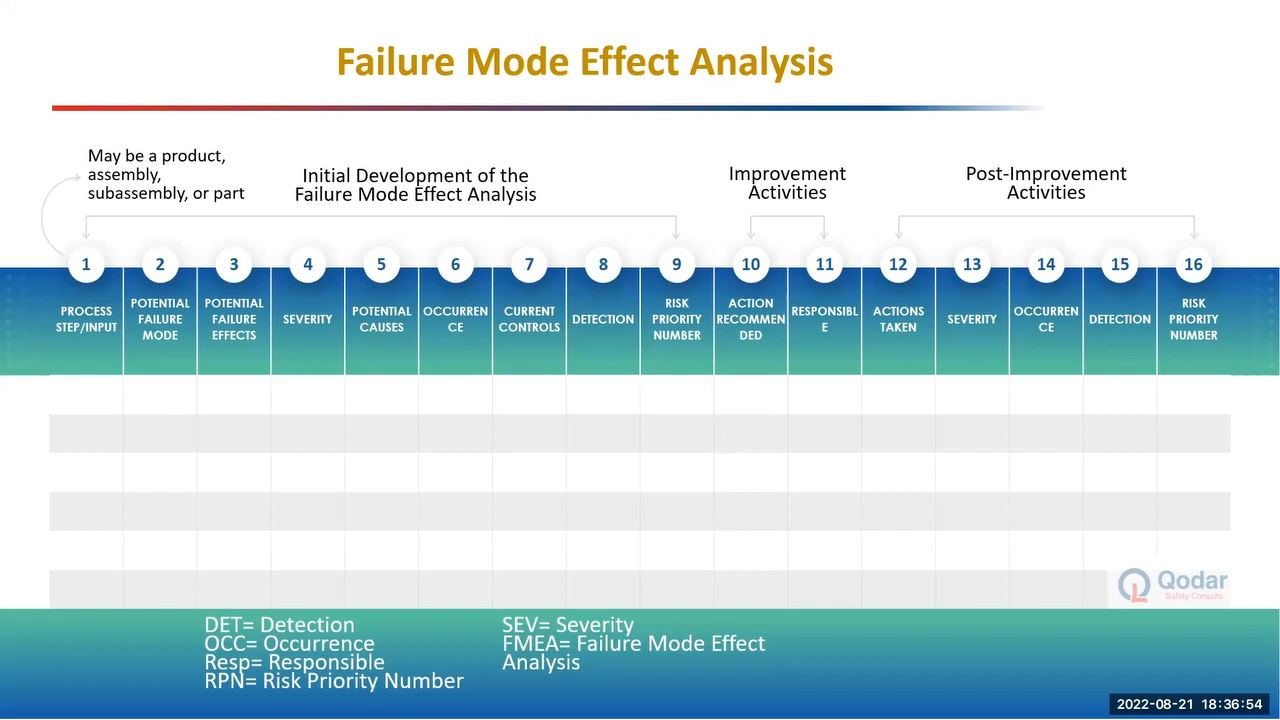 Failure Mode Effect Analysis
May be a product,
assembly,
subassembly, or part
Initial Development of the
Failure Mode Effect Analysis
Improvement
Activities
Post-Improvement
Activities
1 2 3 4 5 6 7 8 9 10 11 12 13 14 15 16
PROCESS
STEP/INPUT
POTENTIAL
FAILURE
MODE
POTENTIAL
FAILURE
EFFECTS
SEVERITY
POTENTIAL
CAUSES
OCCURREN
CE
CURRENT
CONTROLS
DETECTION
RISK
PRIORITY
NUMBER
ACTION
RECOMMEN
DED
RESPONSIBL
E
ACTIONS
TAKEN
SEVERITY
OCCURREN
CE
DETECTION
RISK
PRIORITY
NUMBER
Qodar
Safety Consults
DET= Detection
OCC= Occurrence
Resp= Responsible
RPN= Risk Priority Number
SEV= Severity
FMEA= Failure Mode Effect
Analysis
2022-08-21 18:36:54